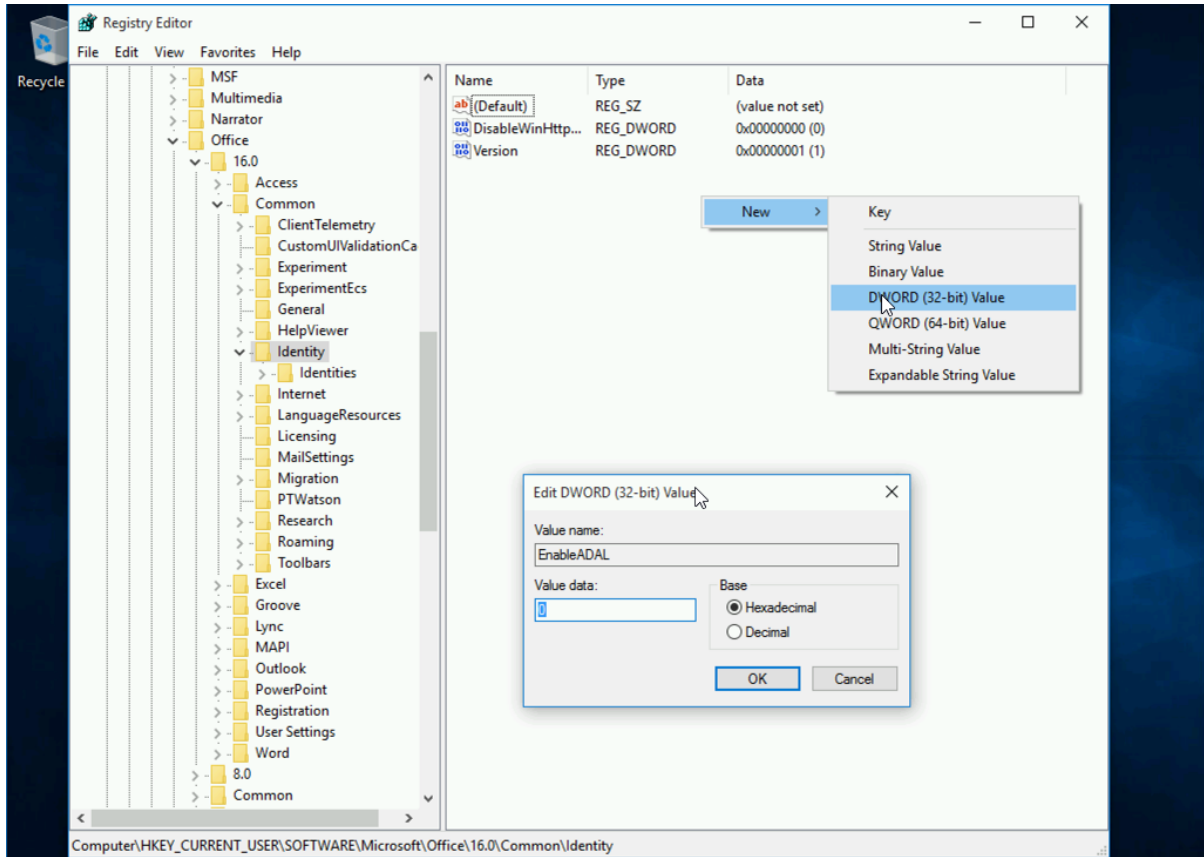 Recycle
Registry Editor
File Edit View Favorites Help
MSF
Multimedia
Narrator
Office
16.0
Access
Common
ClientTelemetry
CustomUIValidationCa
Experiment
ExperimentEcs
General
HelpViewer
Identity
Identities
Internet
LanguageResources
Licensing
MailSettings
Migration
PTWatson
Research
Roaming
Toolbars
Excel
Groove
Lync
MAPI
Outlook
PowerPoint
Registration
User Settings
Word
8.0
Common
Name Type Data
(Default) REG_SZ (value not set)
DisableWinHttp... REG_DWORD 0x00000000 (0)
Version REG_DWORD 0x00000001 (1)
New
Key
String Value
Binary Value
DWORD (32-bit) Value
QWORD (64-bit) Value
Multi-String Value
Expandable String Value
Edit DWORD (32-bit) Value
Value name:
EnableADAL
Value data:
0
Base
Hexadecimal
Decimal
OK Cancel
Computer\HKEY_CURRENT_USER\SOFTWARE\Microsoft\Office\16.0\Common\Identity